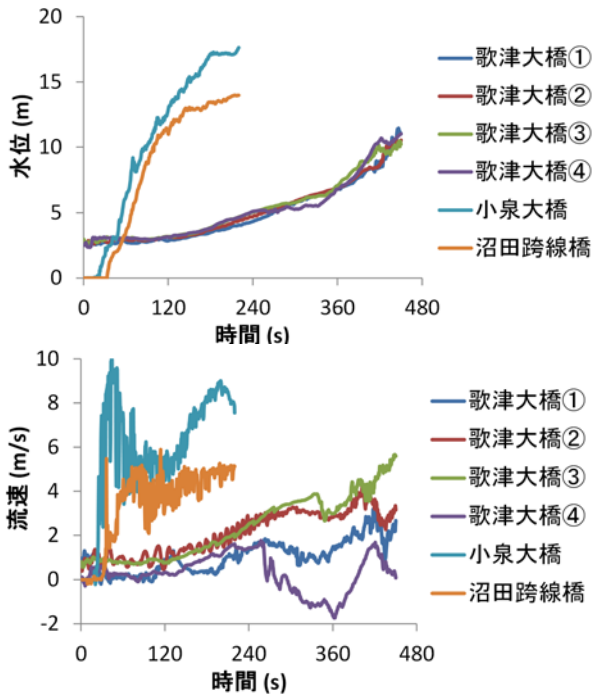 20
15
10
5
0
水位 (m)
0
120
240
360
480
時間 (s)
歌津大橋①
歌津大橋②
歌津大橋③
歌津大橋④
小泉大橋
沼田跨線橋
10
8
6
4
2
0
-2
流速 (m/s)
0
120
240
360
480
時間 (s)
歌津大橋①
歌津大橋②
歌津大橋③
歌津大橋④
小泉大橋
沼田跨線橋